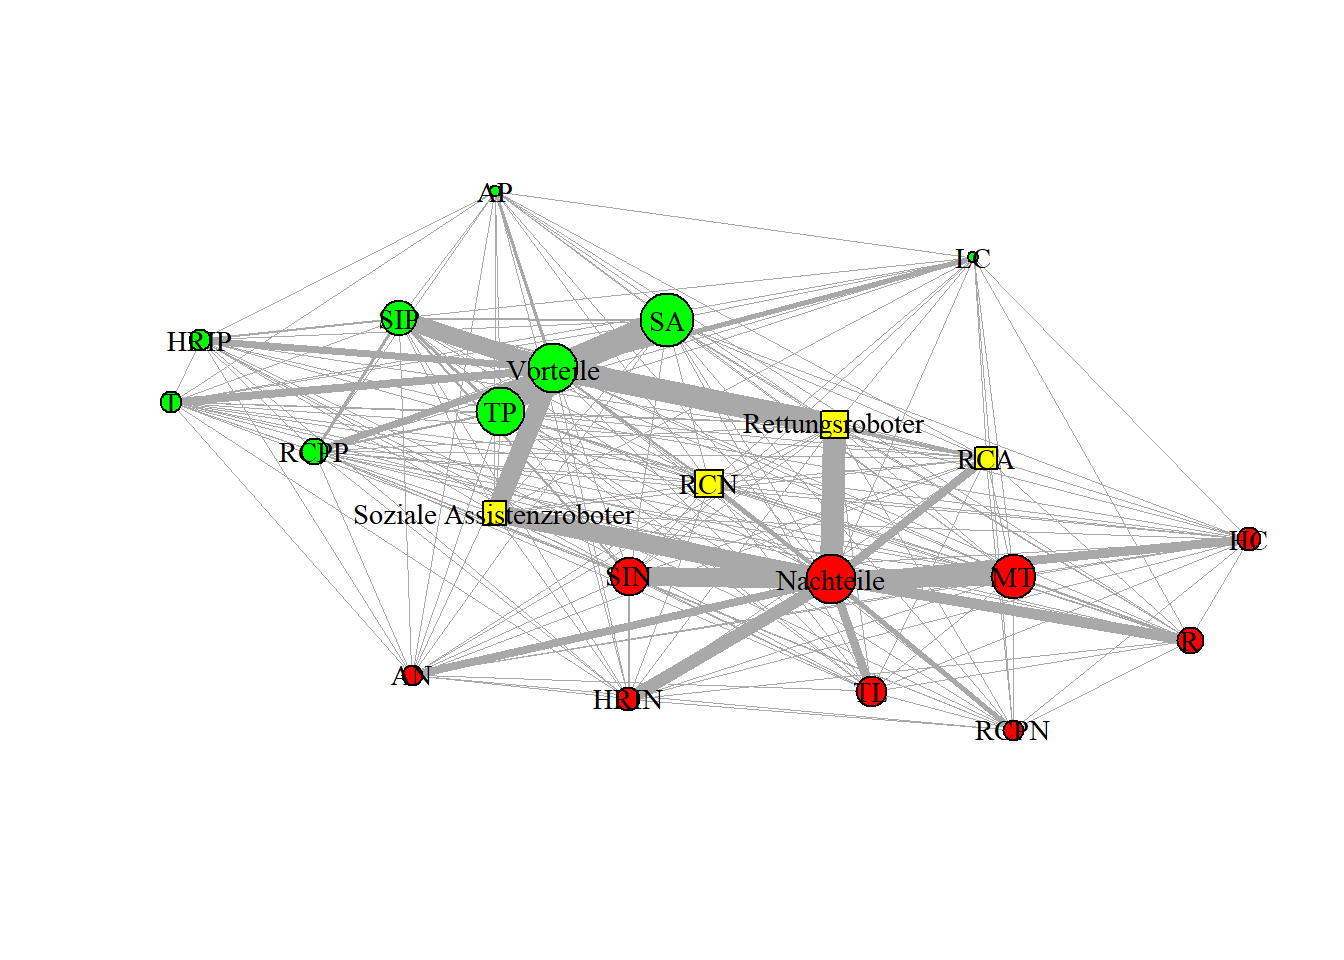 AP
LC
SIP
SA
HRIP
Vorteile
I
TP
Rettungsroboter
RCPP
RCA
RCN
Soziale Assistenzroboter
HC
SIN
Nachteile
MT
R
AN
TL
HRIN
RCPN